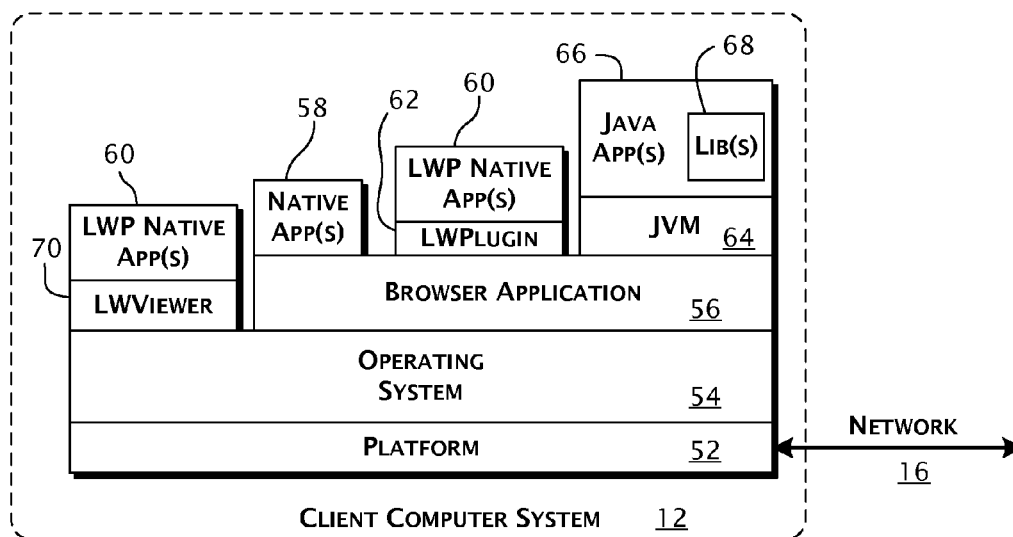 68
66
60
62
58
JAVA
APP(S)
LIB(S)
60
LWP NATIVE
APP(S)
NATIVE
APP(S)
LWP NATIVE
APP(S)
LWPLUGIN
JVM
64
70
LWVIEWER
BROWSER APPLICATION
56
OPERATING
SYSTEM
54
NETWORK
PLATFORM
52
16
CLIENT COMPUTER SYSTEM 12